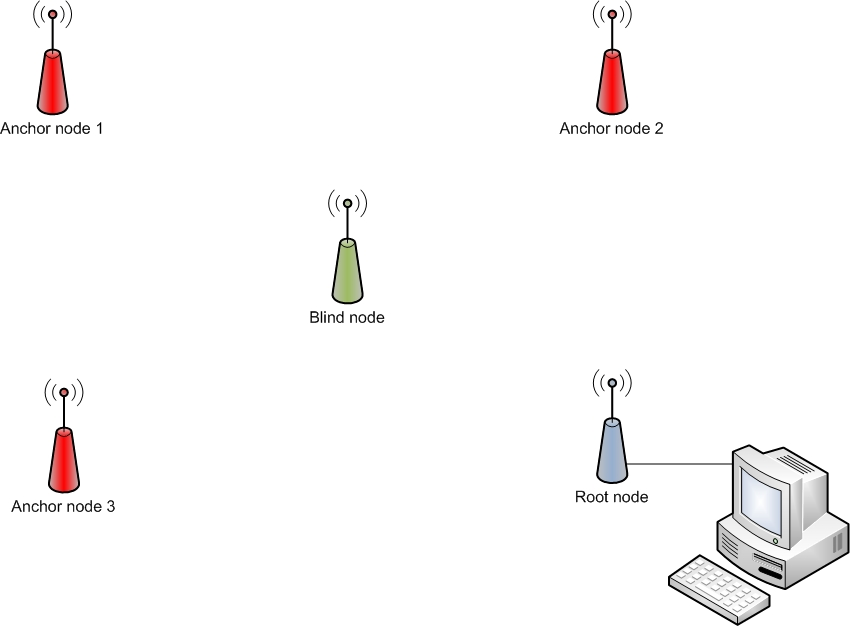 Anchor node 1
Anchor node 2
Blind node
Anchor node 3
Root node